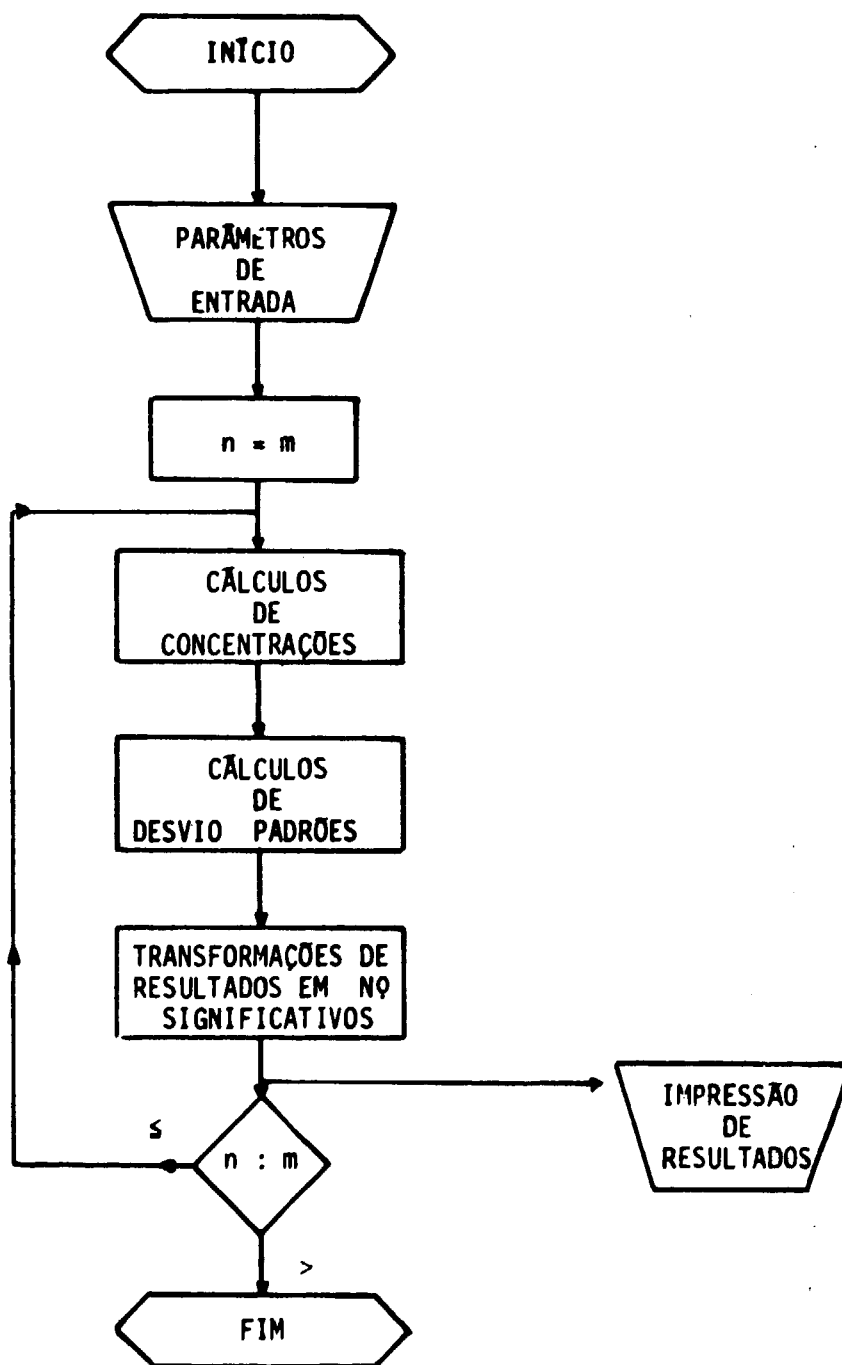 INÍCIO
PARÂMETROS
DE
ENTRADA
n = m
CÁLCULOS
DE
CONCENTRAÇÕES
CÁLCULOS
DE
DESVIO PADRÕES
TRANSFORMAÇÕES DE
RESULTADOS EM Nº
SIGNIFICATIVOS
IMPRESSÃO
DE
RESULTADOS
≤
n : m
>
FIM